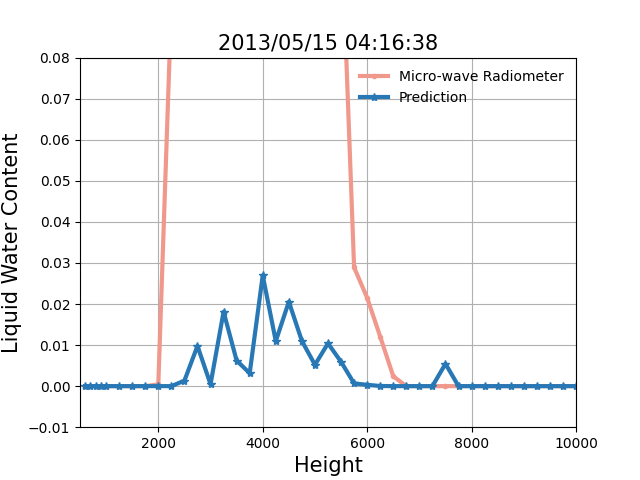 2013/05/15 04:16:38
0.08
0.07
0.06
0.05
0.04
0.03
0.02
0.01
0.00
−0.01
Liquid Water Content
Micro-wave Radiometer
Prediction
2000 4000 6000 8000 10000
Height